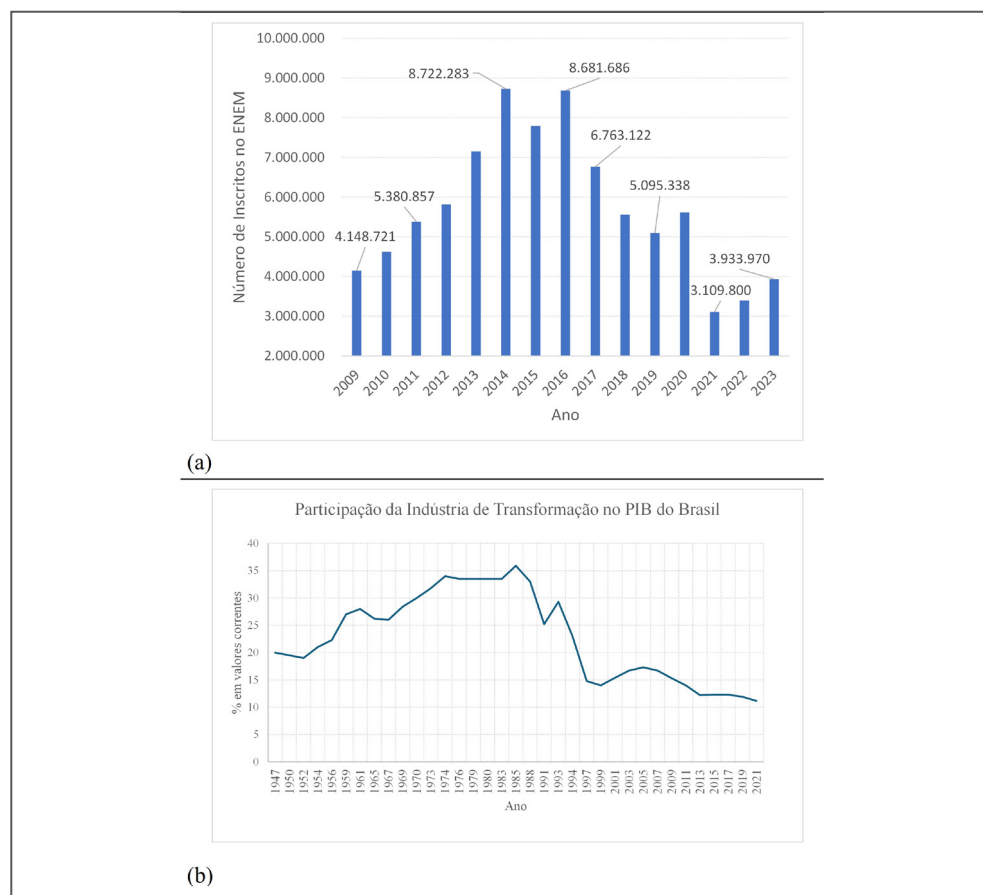 10.000.000
9.000.000
8.000.000
7.000.000
6.000.000
5.000.000
4.000.000
3.000.000
2.000.000
Número de Inscritos no ENEM
4.148.721
5.380.857
8.722.283
8.681.686
6.763.122
5.095.338
3.109.800
3.933.970
2009 2010 2011 2012 2013 2014 2015 2016 2017 2018 2019 2020 2021 2022 2023
Ano
(a)
Participação da Indústria de Transformação no PIB do Brasil
40
35
30
25
20
15
10
5
0
% em valores correntes
1947 1950 1952 1954 1956 1959 1961 1965 1967 1969 1970 1973 1974 1976 1979 1980 1983 1985 1988 1991 1993 1994 1997 1999 2001 2003 2005 2007 2009 2011 2013 2015 2017 2019 2021
Ano
(b)